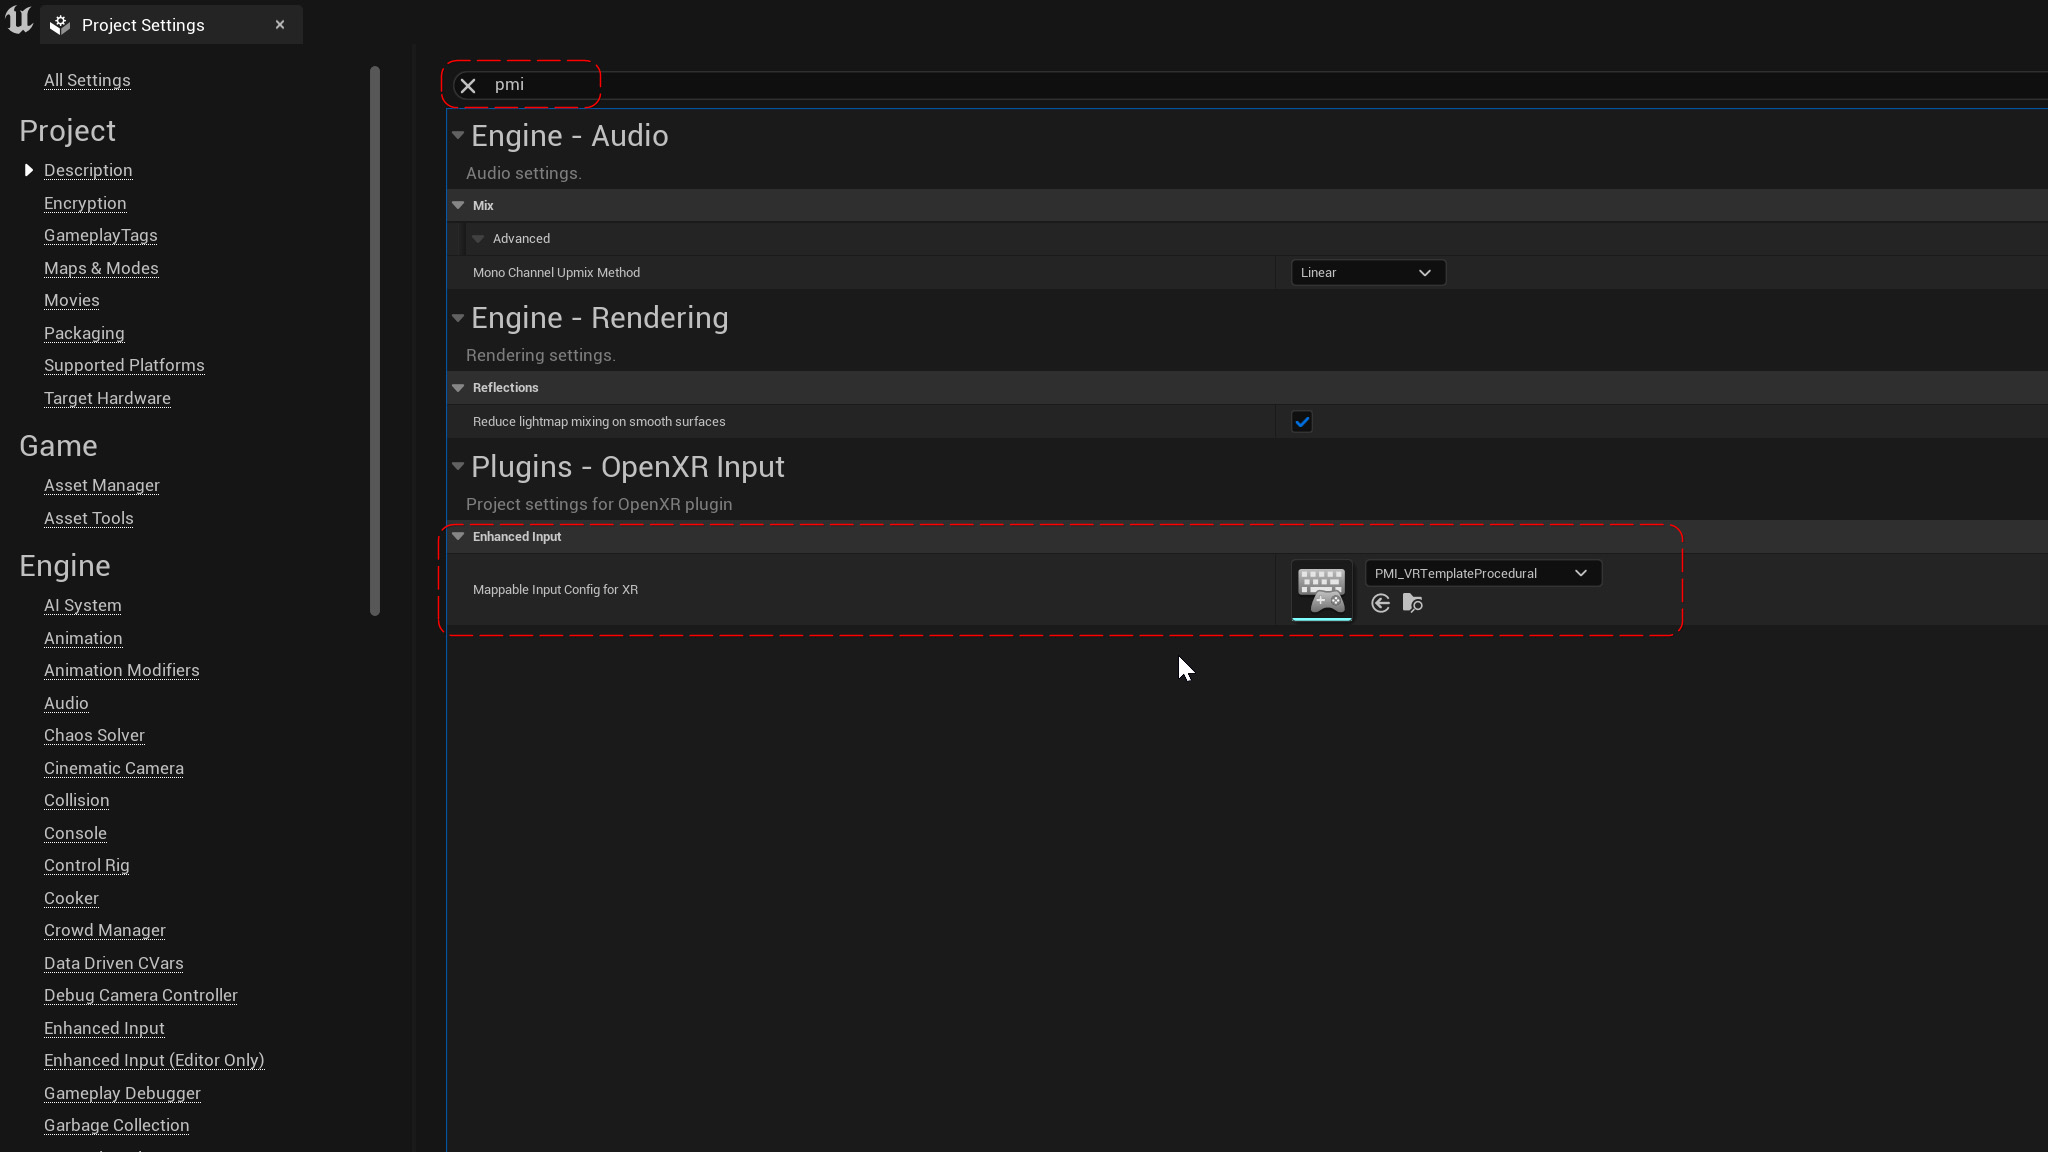 Project Settings
All Settings
Project
Description
Encryption
GameplayTags
Maps & Modes
Movies
Packaging
Supported Platforms
Target Hardware
Game
Asset Manager
Asset Tools
Engine
AI System
Animation
Animation Modifiers
Audio
Chaos Solver
Cinematic Camera
Collision
Console
Control Rig
Cooker
Crowd Manager
Data Driven CVars
Debug Camera Controller
Enhanced Input
Enhanced Input (Editor Only)
Gameplay Debugger
Garbage Collection
pmi
Engine - Audio
Audio settings.
Mix
Advanced
Mono Channel Upmix Method
Linear
Engine - Rendering
Rendering settings.
Reflections
Reduce lightmap mixing on smooth surfaces
Plugins - OpenXR Input
Project settings for OpenXR plugin
Enhanced Input
Mappable Input Config for XR
PMI_VRTemplateProcedural